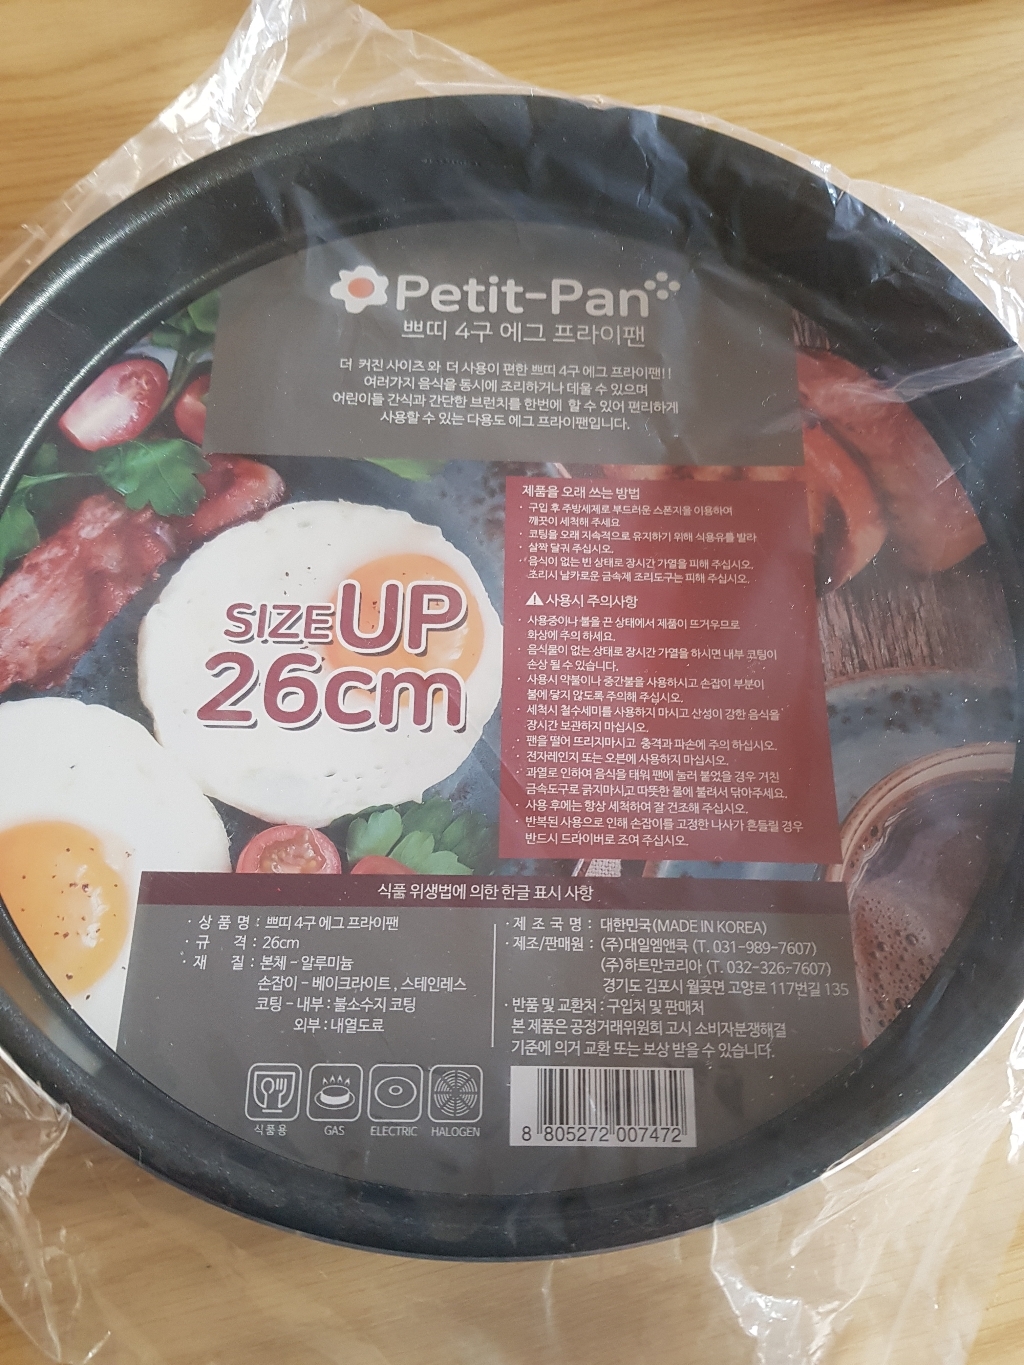 Petit-Pan
쁘띠 4구 에그 프라이팬
더 커진 사이즈 와 더 사용이 편한 쁘띠 4구 에그 프라이팬!!
여러가지 음식을 동시에 조리하거나 데울 수 있으며
어린이들 간식과 간단한 브런치를 한번에 할 수 있어 편리하게
사용할 수 있는 다용도 에그 프라이팬입니다.
제품을 오래 쓰는 방법
· 구입 후 주방세제로 부드러운 스폰지을 이용하여
깨끗이 세척해 주세요
· 코팅을 오래 지속적으로 유지하기 위해 식용유를 발라
· 살짝 달궈 주십시오.
· 음식이 없는 빈 상태로 장시간 가열을 피해 주십시오.
조리시 날카로운 금속제 조리도구는 피해 주십시오.
⚠ 사용시 주의사항
· 사용중이나 불을 끈 상태에서 제품이 뜨거우므로
화상에 주의 하세요.
· 음식물이 없는 상태로 장시간 가열을 하시면 내부 코팅이
손상 될 수 있습니다.
· 사용시 약불이나 중간불을 사용하시고 손잡이 부분이
불에 닿지 않도록 주의해 주십시오.
· 세척시 철수세미를 사용하지 마시고 산성이 강한 음식을
장시간 보관하지 마십시오.
· 팬을 떨어 뜨리지마시고 충격과 파손에 주의 하십시오.
· 전자레인지 또는 오븐에 사용하지 마십시오.
· 과열로 인하여 음식을 태워 팬에 눌러 붙었을 경우 거친
금속도구로 긁지마시고 따뜻한 물에 불려서 닦아주세요.
· 사용 후에는 항상 세척하여 잘 건조해 주십시오.
· 반복된 사용으로 인해 손잡이를 고정한 나사가 흔들릴 경우
반드시 드라이버로 조여 주십시오.
SIZE UP
26cm
식품 위생법에 의한 한글 표시 사항
· 상 품 명 : 쁘띠 4구 에그 프라이팬
· 규 격 : 26cm
· 재 질 : 본체 - 알루미늄
손잡이 - 베이크라이트 , 스테인레스
코팅 - 내부 : 불소수지 코팅
외부 : 내열도료
· 제 조 국 명 : 대한민국(MADE IN KOREA)
· 제조/판매원 : (주)대일엠앤쿡 (T. 031-989-7607)
(주)하트만코리아 (T. 032-326-7607)
경기도 김포시 월곶면 고양로 117번길 135
· 반품 및 교환처 : 구입처 및 판매처
본 제품은 공정거래위원회 고시 소비자분쟁해결
기준에 의거 교환 또는 보상 받을 수 있습니다.
식품용 GAS ELECTRIC HALOGEN
8 805272 007472